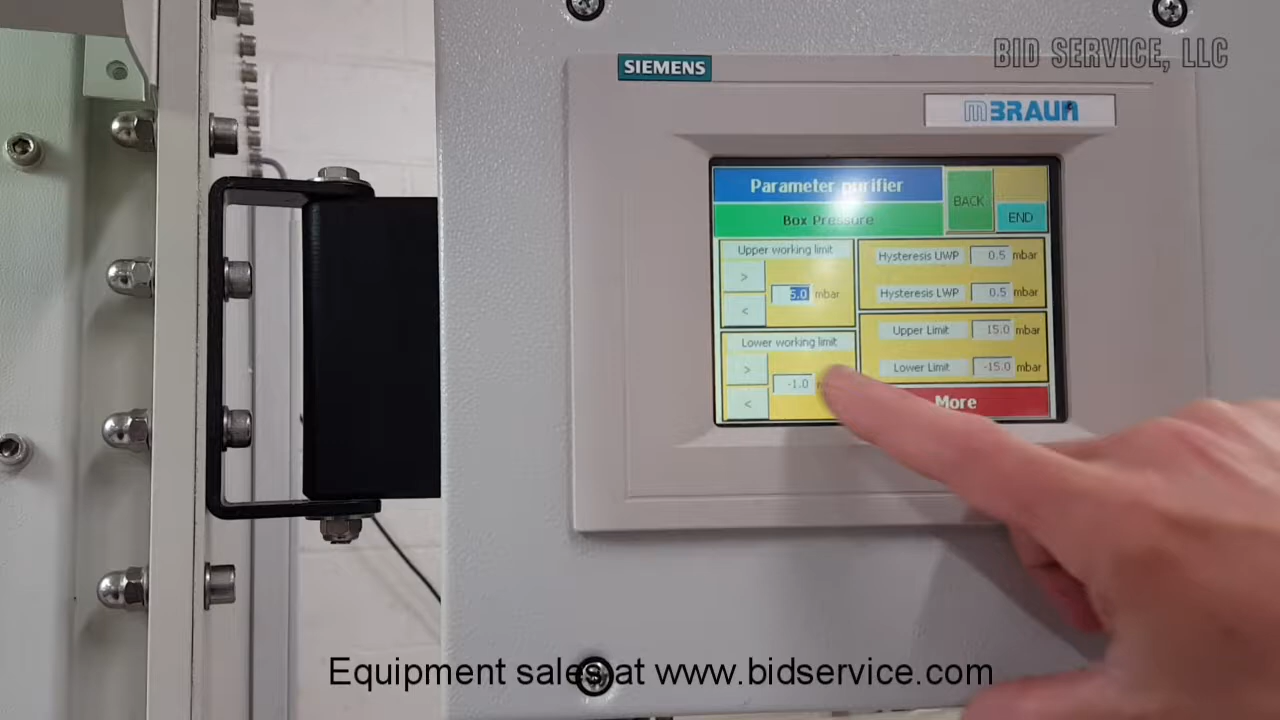 BID SERVICE, LLC
SIEMENS
mBRAUN
Parameter purifier
BACK
END
Box Pressure
Upper working limit
>
5.0 mbar
<
Hysteresis UWP 0.5 mbar
Hysteresis LWP 0.5 mbar
Lower working limit
>
-1.0
<
Upper Limit 15.0 mbar
Lower Limit -15.0 mbar
More
Equipment sales at www.bidservice.com